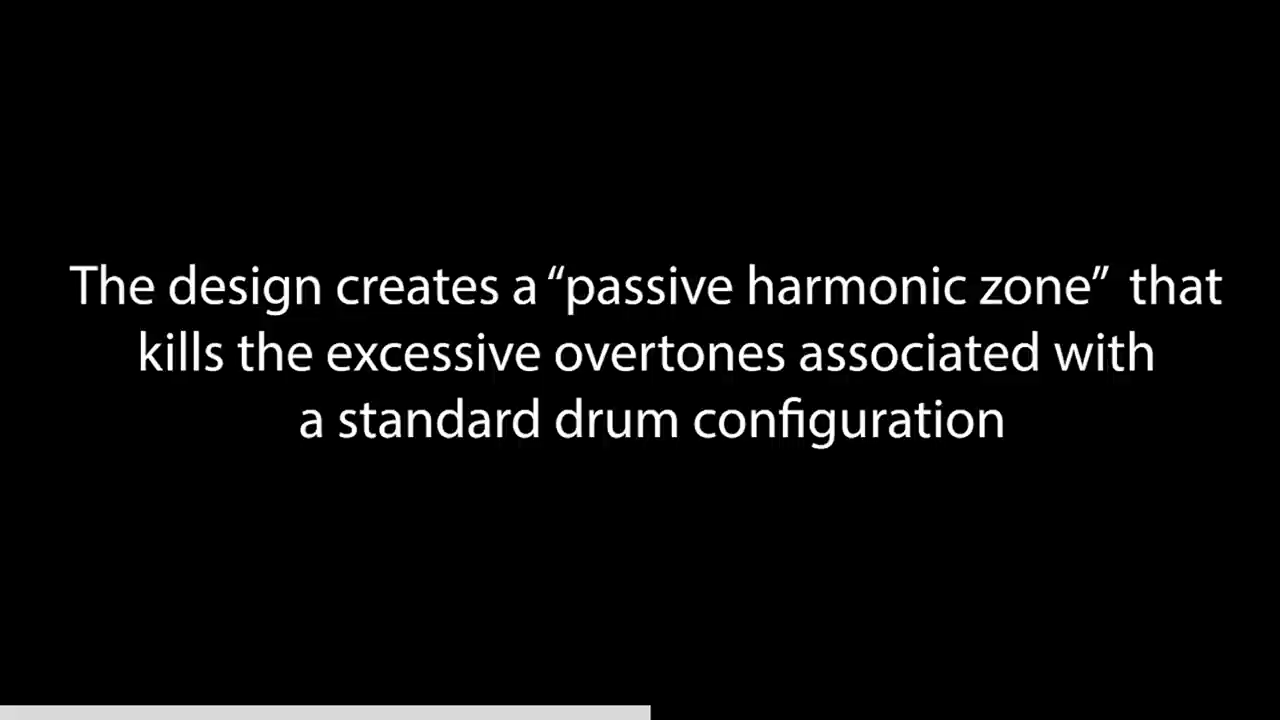 The design creates a “passive harmonic zone”  that
kills the excessive overtones associated with
a standard drum configuration